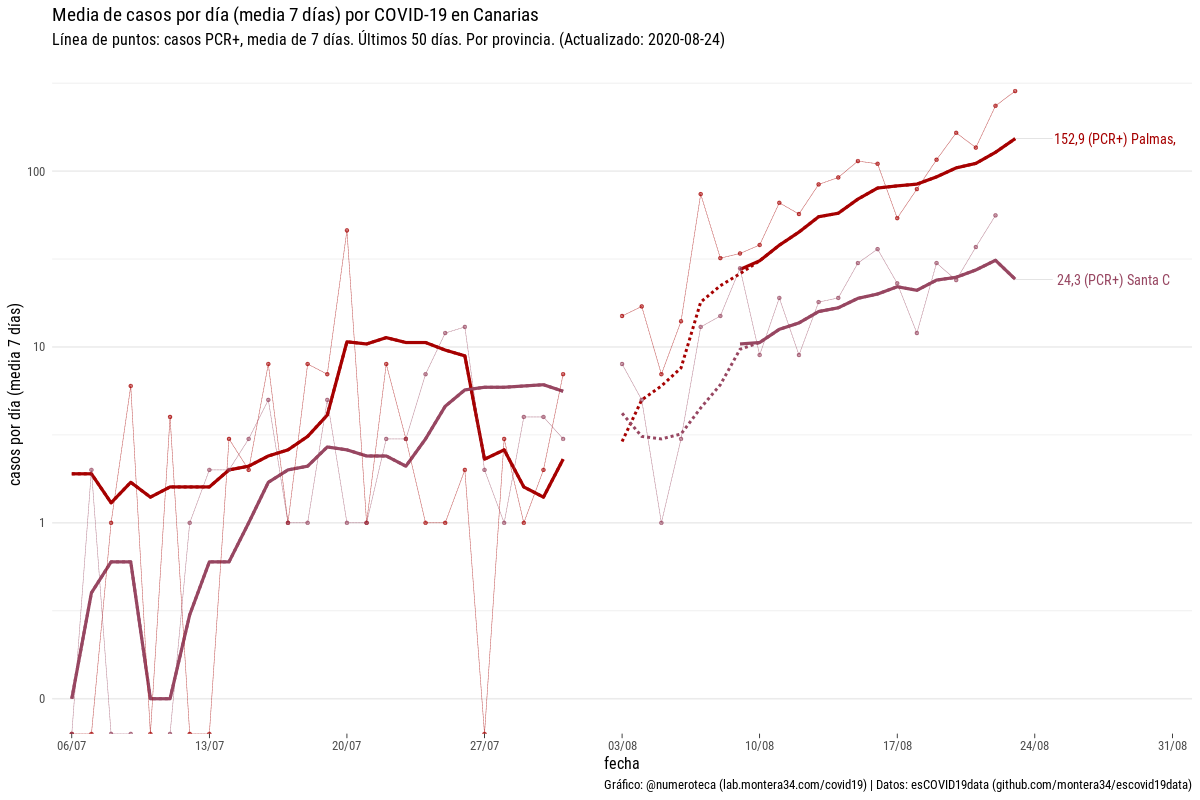 Media de casos por día (media 7 días) por COVID-19 en Canarias
Línea de puntos: casos PCR+, media de 7 días. Últimos 50 días. Por provincia. (Actualizado: 2020-08-24)
casos por día (media 7 días)
100
10
1
0
152,9 (PCR+) Palmas,
24,3 (PCR+) Santa C
06/07
13/07
20/07
27/07
03/08
10/08
17/08
24/08
31/08
fecha
Gráfico: @numeroteca (lab.montera34.com/covid19) | Datos: esCOVID19data (github.com/montera34/escovid19data)